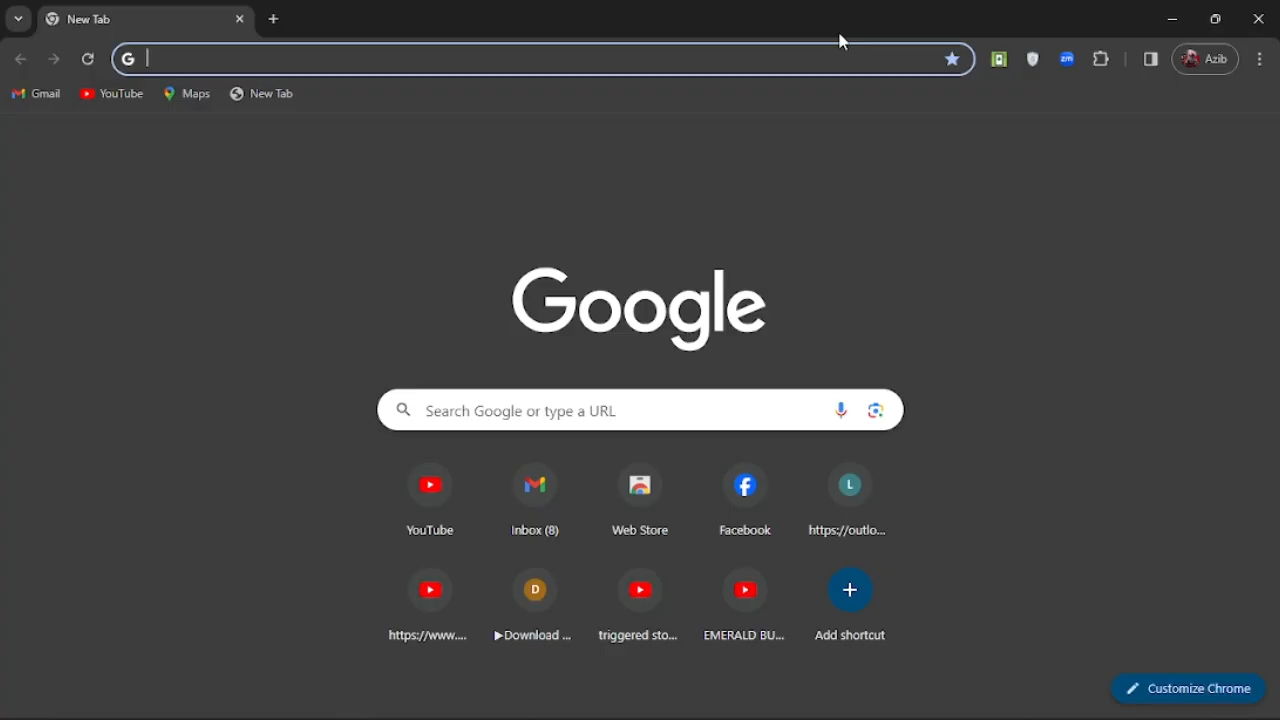 New Tab
G
zm
Azib
Gmail YouTube Maps New Tab
Google
Search Google or type a URL
L
YouTube Inbox (8) Web Store Facebook https://outlo...
D
https://www.... ▶Download ... triggered sto... EMERALD BU... Add shortcut
Customize Chrome